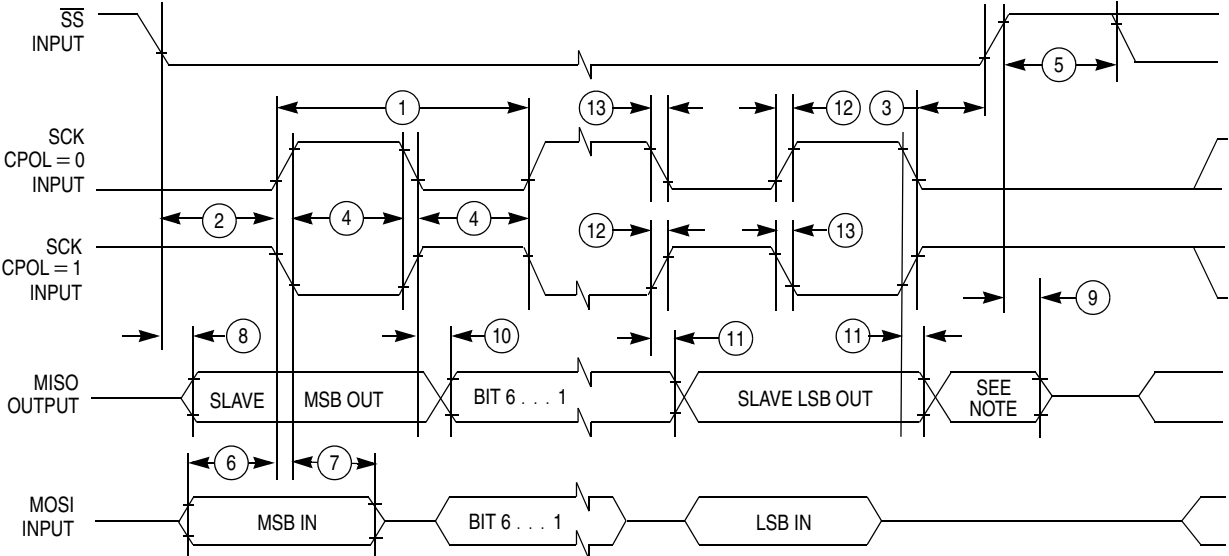 SS
INPUT
5
1
13
12
3
SCK
CPOL = 0
INPUT
2
4
4
12
13
SCK
CPOL = 1
INPUT
9
8
10
11
11
MISO
OUTPUT
SLAVE
MSB OUT
BIT 6 . . . 1
SLAVE LSB OUT
SEE
NOTE
6
7
MOSI
INPUT
MSB IN
BIT 6 . . . 1
LSB IN